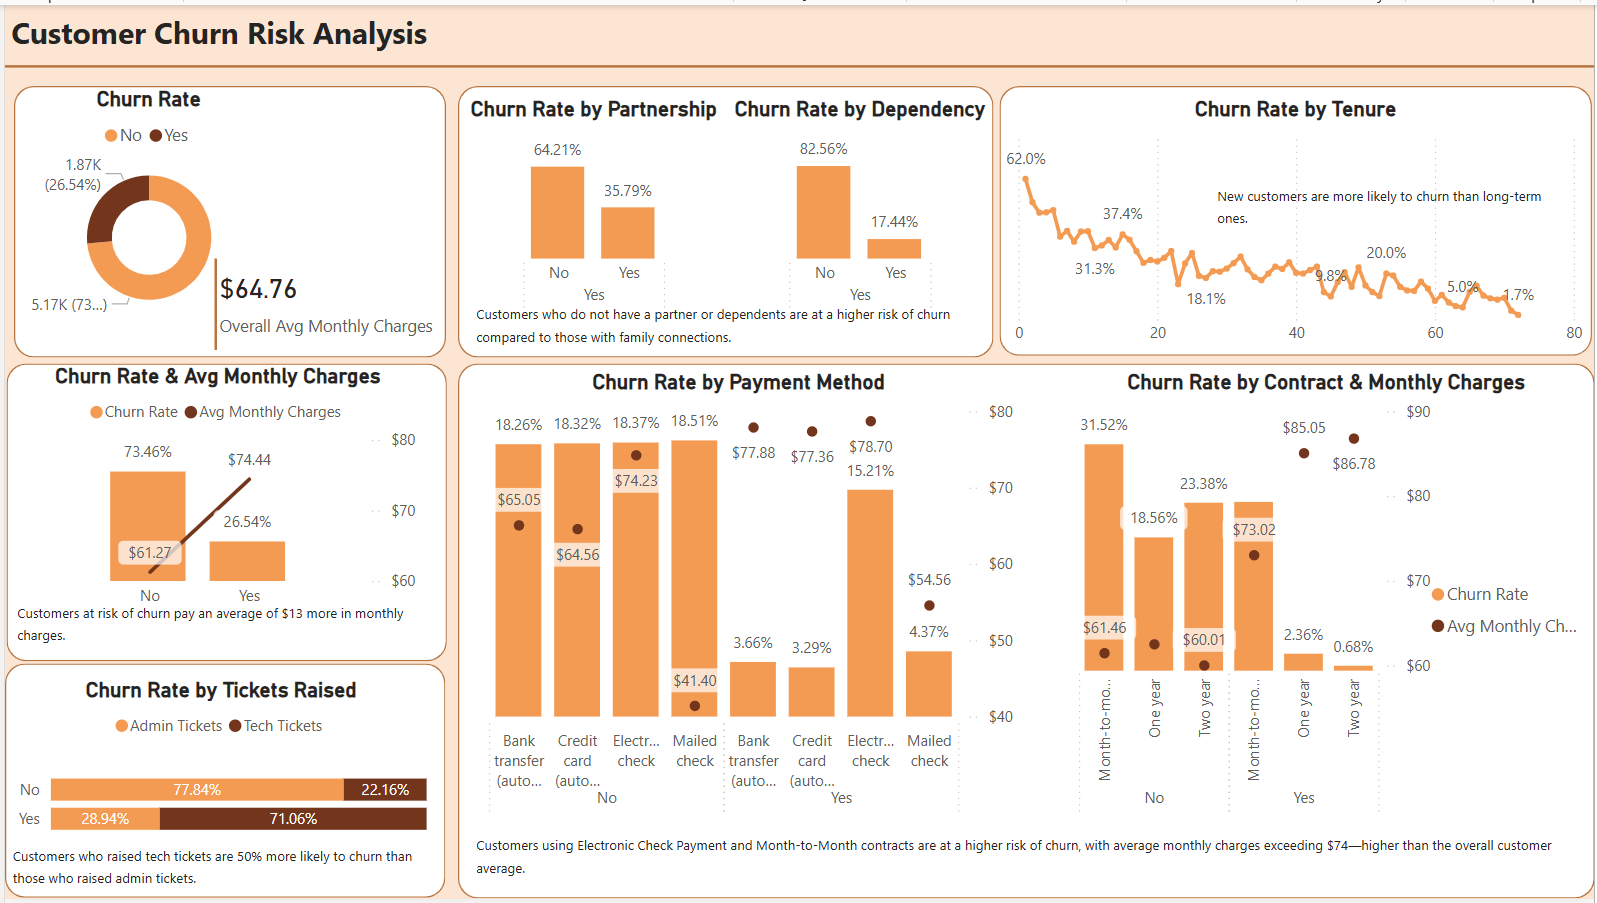 Customer Churn Risk Analysis
Churn Rate
No Yes
1.87K
(26.54%)
5.17K (73...)
$64.76
Overall Avg Monthly Charges
Churn Rate by Partnership
64.21%
35.79%
No Yes
Yes
Churn Rate by Dependency
82.56%
17.44%
No Yes
Yes
Customers who do not have a partner or dependents are at a higher risk of churn
compared to those with family connections.
Churn Rate by Tenure
62.0%
New customers are more likely to churn than long-term
ones.
37.4%
31.3%
18.1%
9.8%
20.0%
5.0%
1.7%
0 20 40 60 80
Churn Rate & Avg Monthly Charges
Churn Rate Avg Monthly Charges
73.46%
$74.44
26.54%
$61.27
$80
$70
$60
No Yes
Customers at risk of churn pay an average of $13 more in monthly
charges.
Churn Rate by Tickets Raised
Admin Tickets Tech Tickets
No 77.84% 22.16%
Yes 28.94% 71.06%
Customers who raised tech tickets are 50% more likely to churn than
those who raised admin tickets.
Churn Rate by Payment Method
18.26% 18.32% 18.37% 18.51%
$77.88 $77.36 $78.70
15.21%
$65.05 $64.56 $74.23 $41.40
3.66% 3.29% 4.37%
$54.56
$80
$70
$60
$50
$40
Bank Credit Electr... Mailed Bank Credit Electr... Mailed
transfer card check check transfer card check check
(auto... (auto... (auto... (auto...
No Yes
Churn Rate by Contract & Monthly Charges
31.52%
18.56%
23.38%
$85.05
$86.78
$73.02
$61.46
$60.01
2.36%
0.68%
$90
$80
$70
$60
Churn Rate
Avg Monthly Ch...
Month-to-mo... One year Two year Month-to-mo... One year Two year
No Yes
Customers using Electronic Check Payment and Month-to-Month contracts are at a higher risk of churn, with average monthly charges exceeding $74—higher than the overall customer
average.